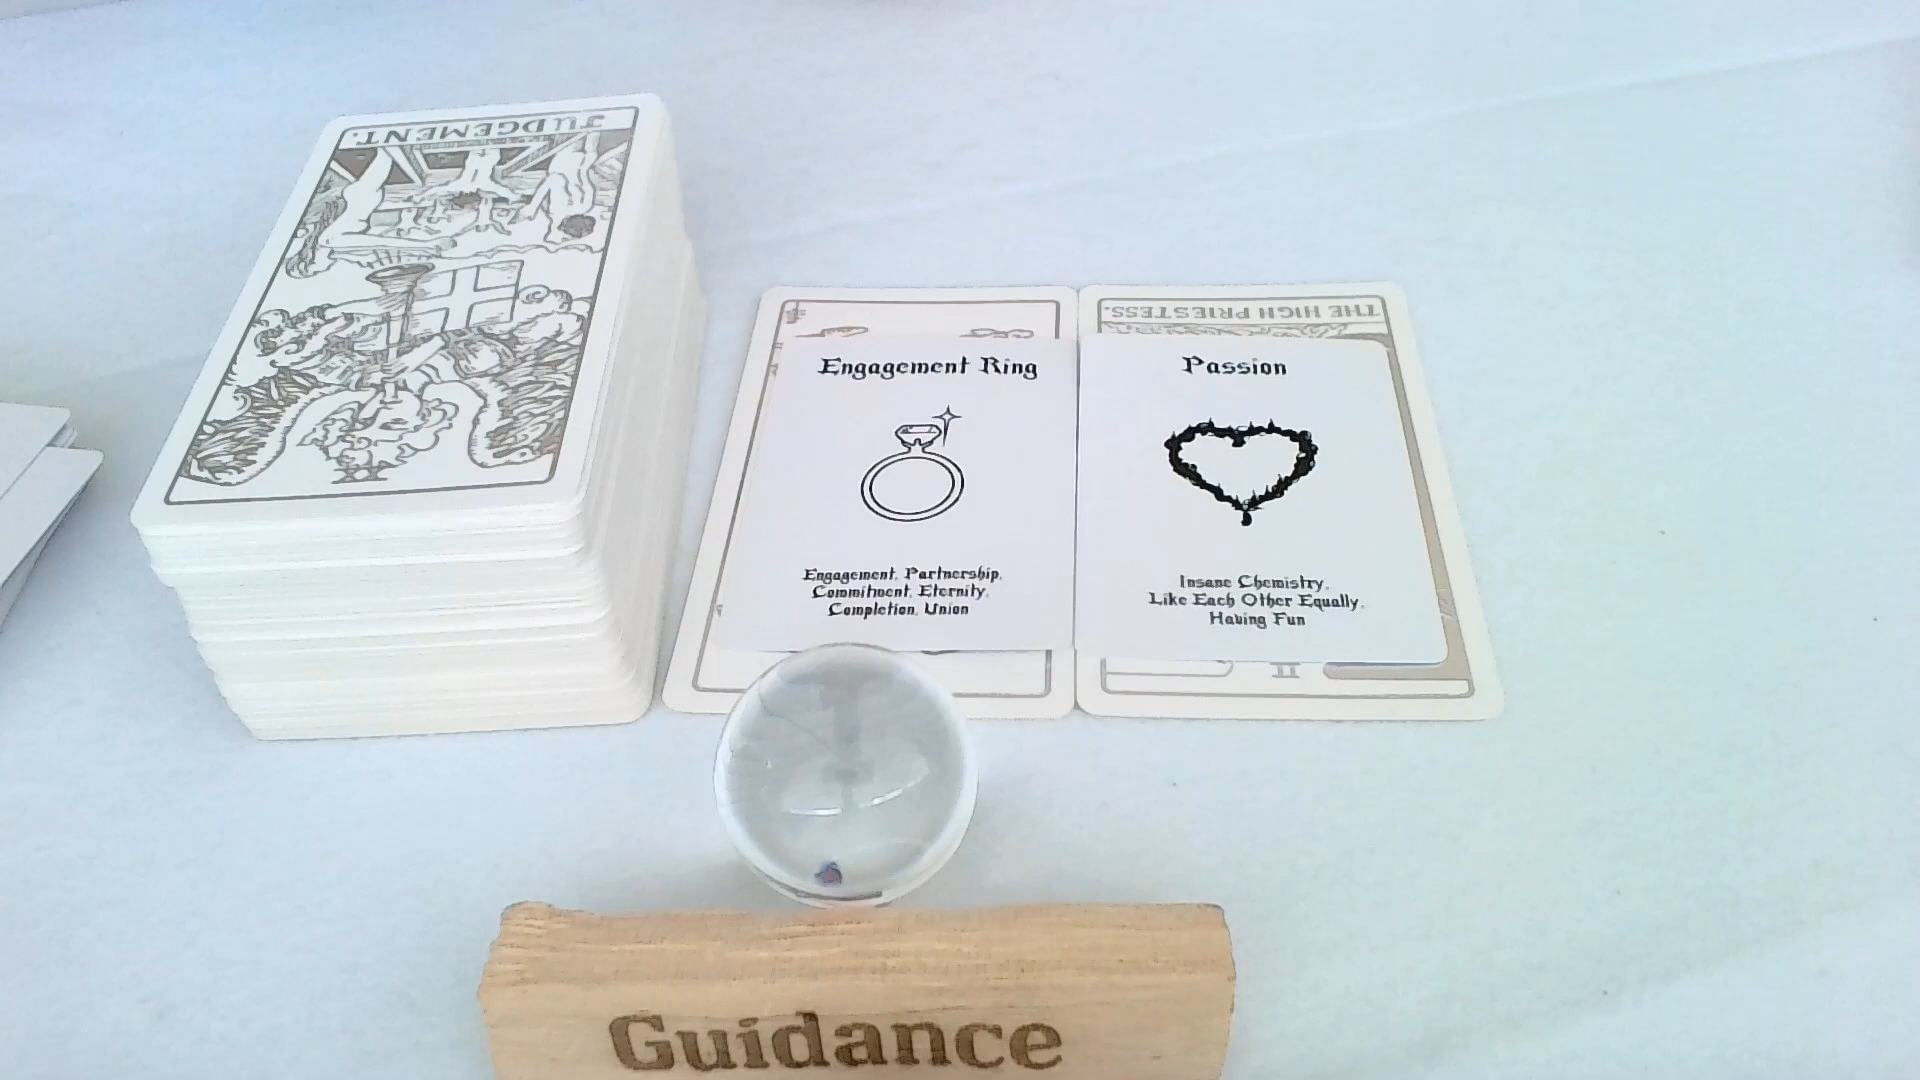 JUDGEMENT.
THE HIGH PRIESTESS.
Engagement Ring
Engagement, Partnership,
Commitment, Eternity,
Completion, Union
Passion
Insane Chemistry,
Like Each Other Equally,
Having Fun
II
Guidance